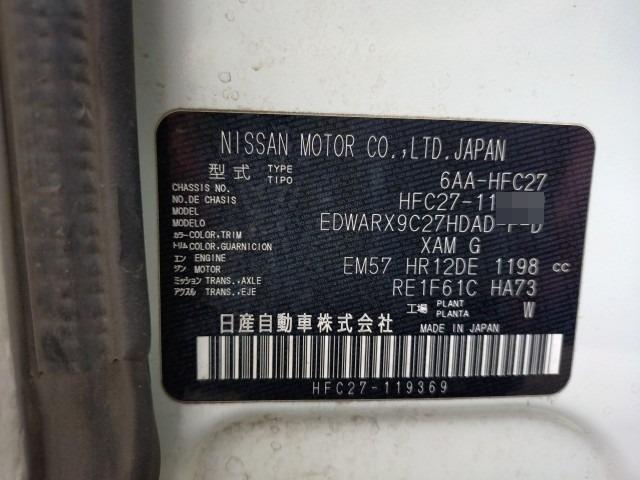 NISSAN MOTOR CO.,LTD.JAPAN
型式 TYPE TIPO 6AA-HFC27
CHASSIS NO.
NO.DE CHASIS HFC27-11
MODEL
MODELO EDWARX9C27HDAD
カラー COLOR,TRIM
トリム COLOR,GUARNICION XAM G
エン ENGINE
ジン MOTOR EM57 HR12DE 1198 cc
ミッション TRANS.,AXLE
アクスル TRANS.,EJE RE1F61C HA73
工場 PLANT PLANTA W
日産自動車株式会社 MADE IN JAPAN
HFC27-119369